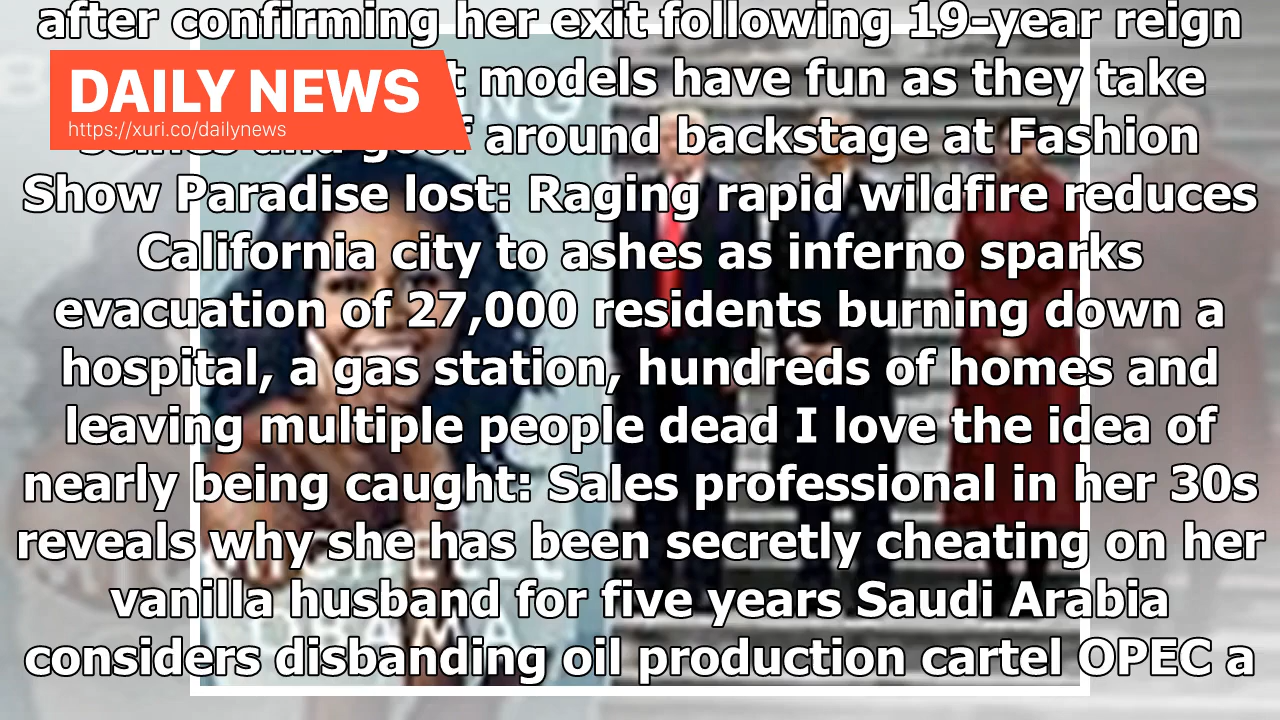 after confirming her exit following 19-year reign
DAILY NEWS
https://xuri.co/dailynews
t models have fun as they take
around backstage at Fashion
Show Paradise lost: Raging rapid wildfire reduces
California city to ashes as inferno sparks
evacuation of 27,000 residents burning down a
hospital, a gas station, hundreds of homes and
leaving multiple people dead I love the idea of
nearly being caught: Sales professional in her 30s
reveals why she has been secretly cheating on her
vanilla husband for five years Saudi Arabia
considers disbanding oil production cartel OPEC a